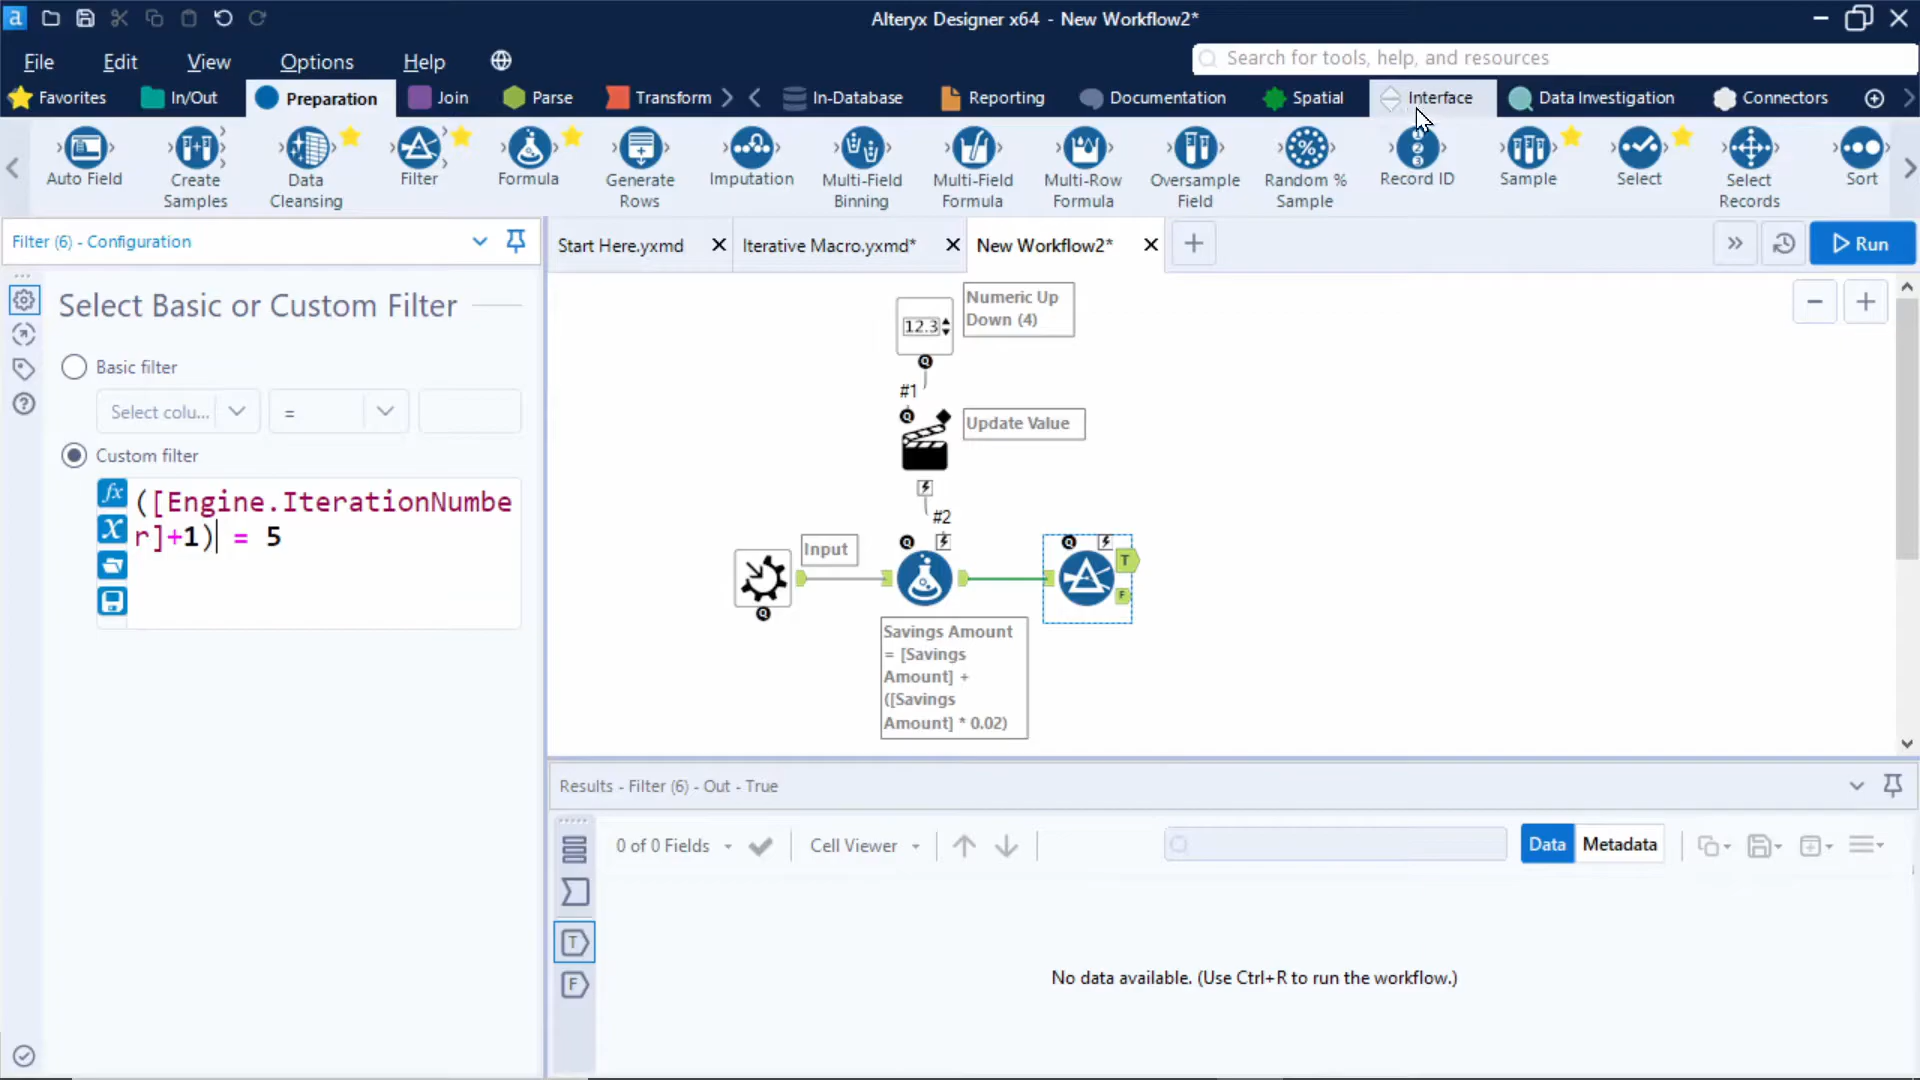 a
Alteryx Designer x64 - New Workflow2*
File Edit View Options Help
Search for tools, help, and resources
Favorites In/Out Preparation Join Parse Transform In-Database Reporting Documentation Spatial Interface Data Investigation Connectors
Auto Field
Create
Samples
Data
Cleansing
Filter
Formula
Generate
Rows
Imputation
Multi-Field
Binning
Multi-Field
Formula
Multi-Row
Formula
Oversample
Field
Random %
Sample
Record ID
Sample
Select
Select
Records
Sort
Filter (6) - Configuration
Start Here.yxmd
Iterative Macro.yxmd*
New Workflow2*
Run
Select Basic or Custom Filter
Basic filter
Select colu...
=
Custom filter
fx
X
([Engine.IterationNumbe
r]+1) = 5
12.3
Numeric Up
Down (4)
Q
#1
Q
Update Value
#2
Input
Q
Q
Q
T
F
Savings Amount
= [Savings
Amount] +
([Savings
Amount] * 0.02)
Results - Filter (6) - Out - True
0 of 0 Fields
Cell Viewer
Data
Metadata
T
F
No data available. (Use Ctrl+R to run the workflow.)